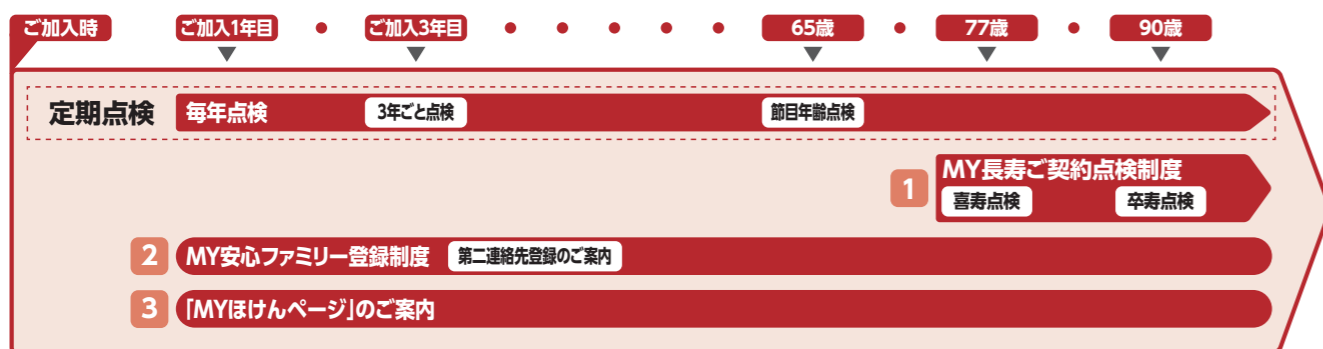 ご加入時 ご加入1年目 ご加入3年目 65歳 77歳 90歳
定期点検 毎年点検 3年ごと点検 節目年齢点検
1 MY長寿ご契約点検制度
喜寿点検 卒寿点検
2 MY安心ファミリー登録制度 第二連絡先登録のご案内
3 「MYほけんページ」のご案内